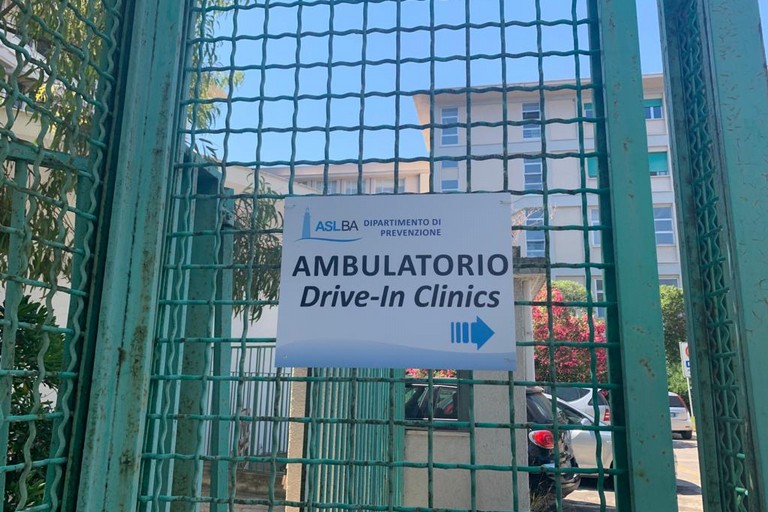 ASLBA DIPARTIMENTO DI
PREVENZIONE
AMBULATORIO
Drive-In Clinics